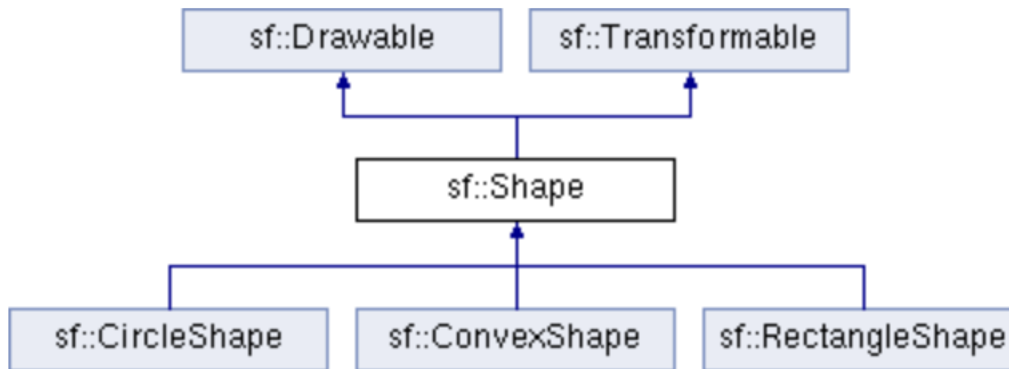 sf::Drawable
sf::Transformable
sf::Shape
sf::CircleShape
sf::ConvexShape
sf::RectangleShape